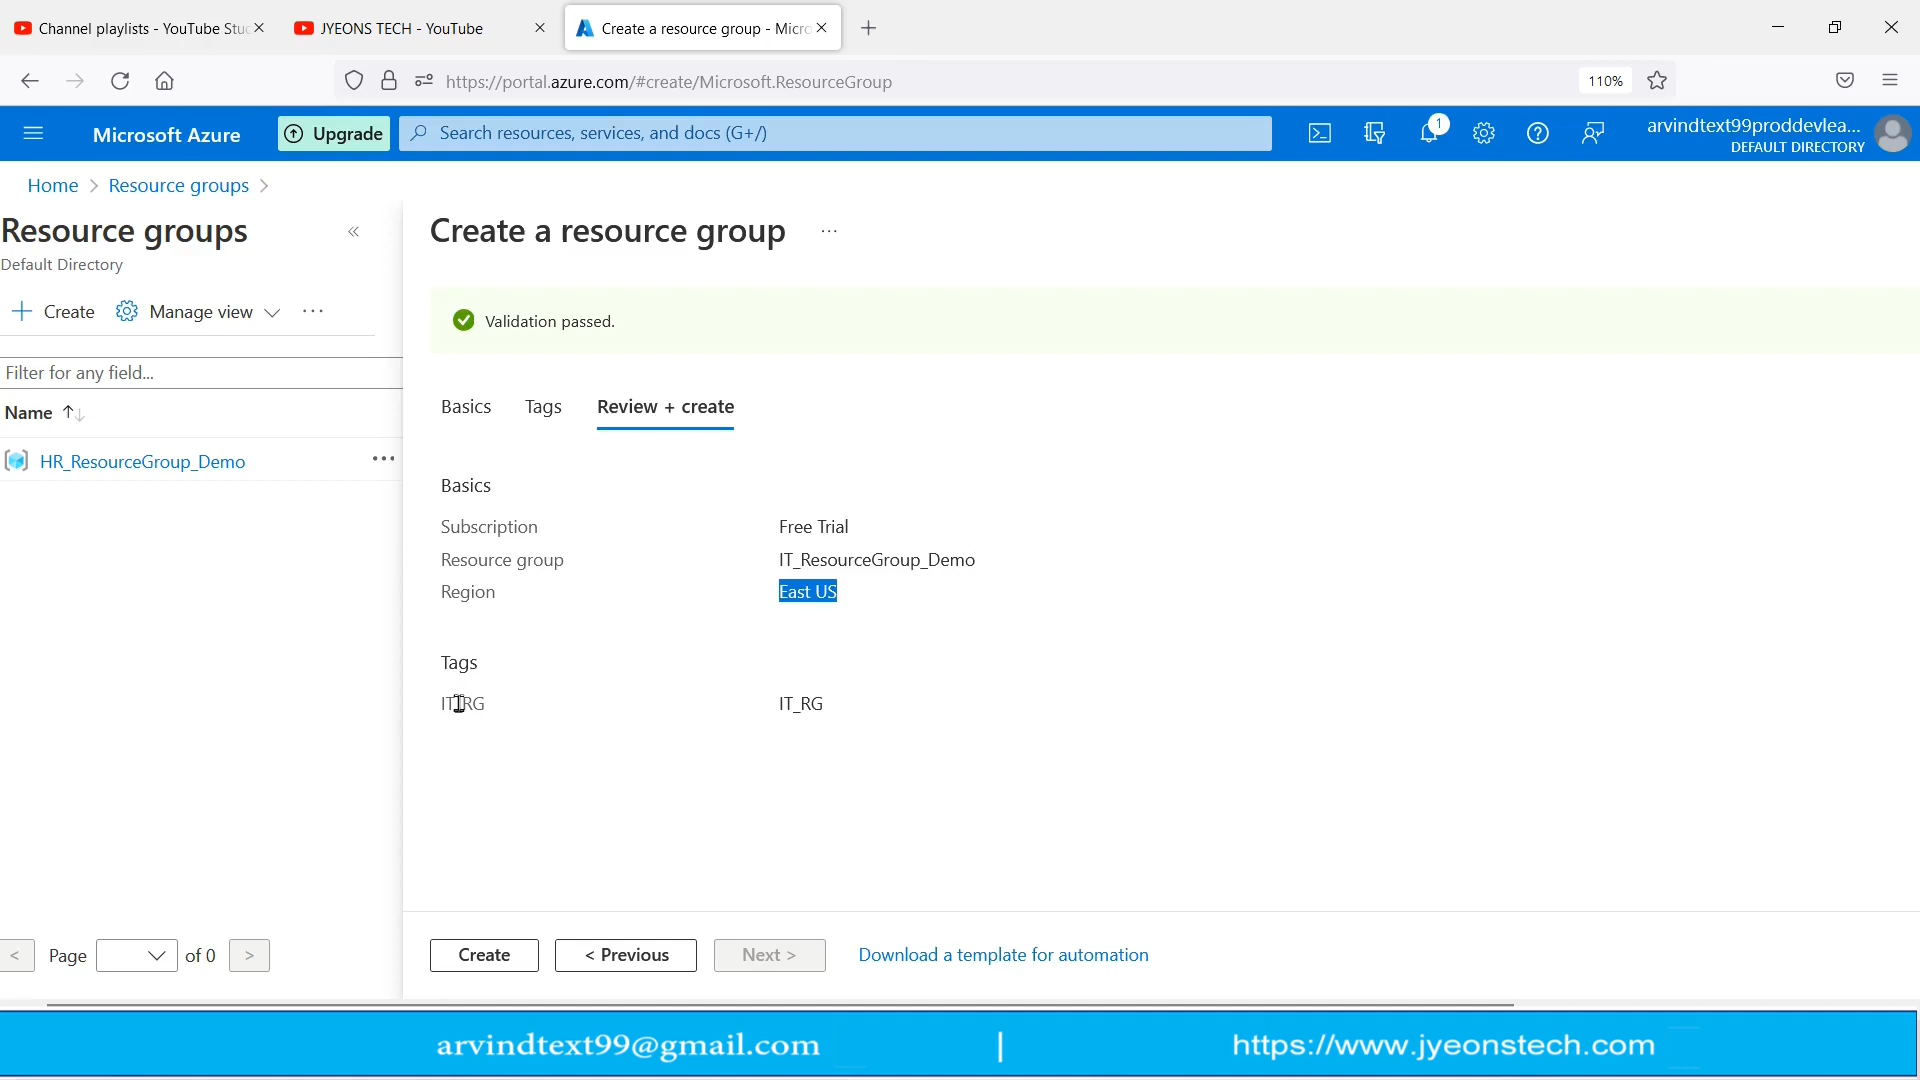 Channel playlists - YouTube Stu
JYEONS TECH - YouTube
Create a resource group - Micro
https://portal.azure.com/#create/Microsoft.ResourceGroup
110%
Microsoft Azure
Upgrade
Search resources, services, and docs (G+/)
1
arvindtext99proddevlea...
DEFAULT DIRECTORY
Home > Resource groups >
Resource groups
Default Directory
Create
Manage view
Filter for any field...
Name
HR_ResourceGroup_Demo
Page
of 0
Create a resource group
Validation passed.
Basics
Tags
Review + create
Basics
Subscription
Free Trial
Resource group
IT_ResourceGroup_Demo
Region
East US
Tags
IT_RG
IT_RG
Create
< Previous
Next >
Download a template for automation
arvindtext99@gmail.com | https://www.jyeonstech.com